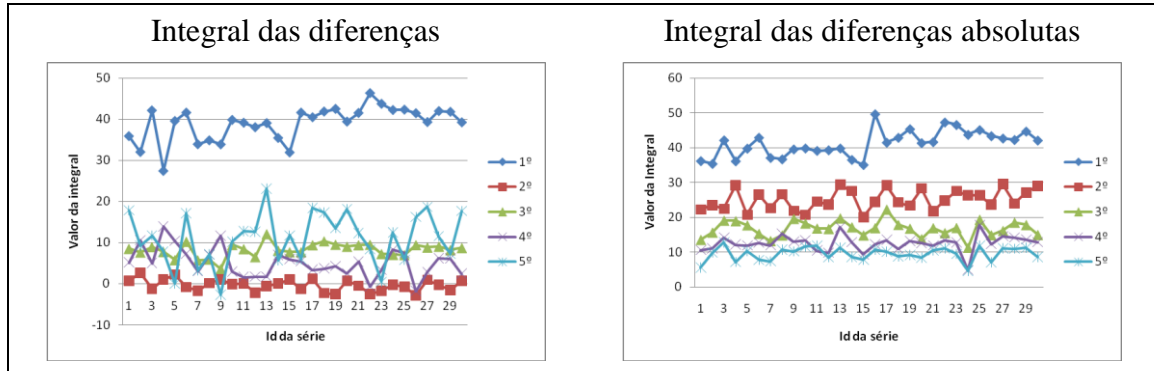 Integral das diferenças
Valor da integral
50
40
30
20
10
0
-10
1 3 5 7 9 11 13 15 17 19 21 23 25 27 29
Id da série
1º
2º
3º
4º
5º
Integral das diferenças absolutas
Valor da Integral
60
50
40
30
20
10
0
1 3 5 7 9 11 13 15 17 19 21 23 25 27 29
Id da série
1º
2º
3º
4º
5º